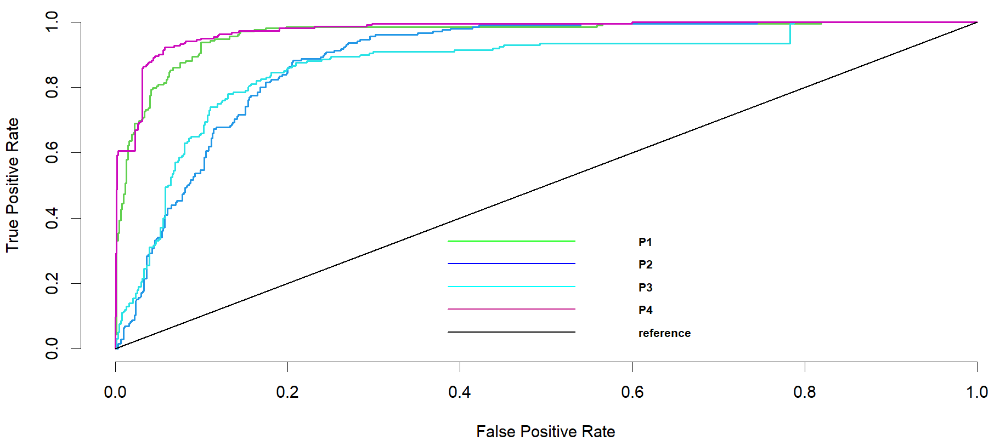 True Positive Rate
1.0
0.8
0.6
0.4
0.2
0.0
P1
P2
P3
P4
reference
0.0 0.2 0.4 0.6 0.8 1.0
False Positive Rate